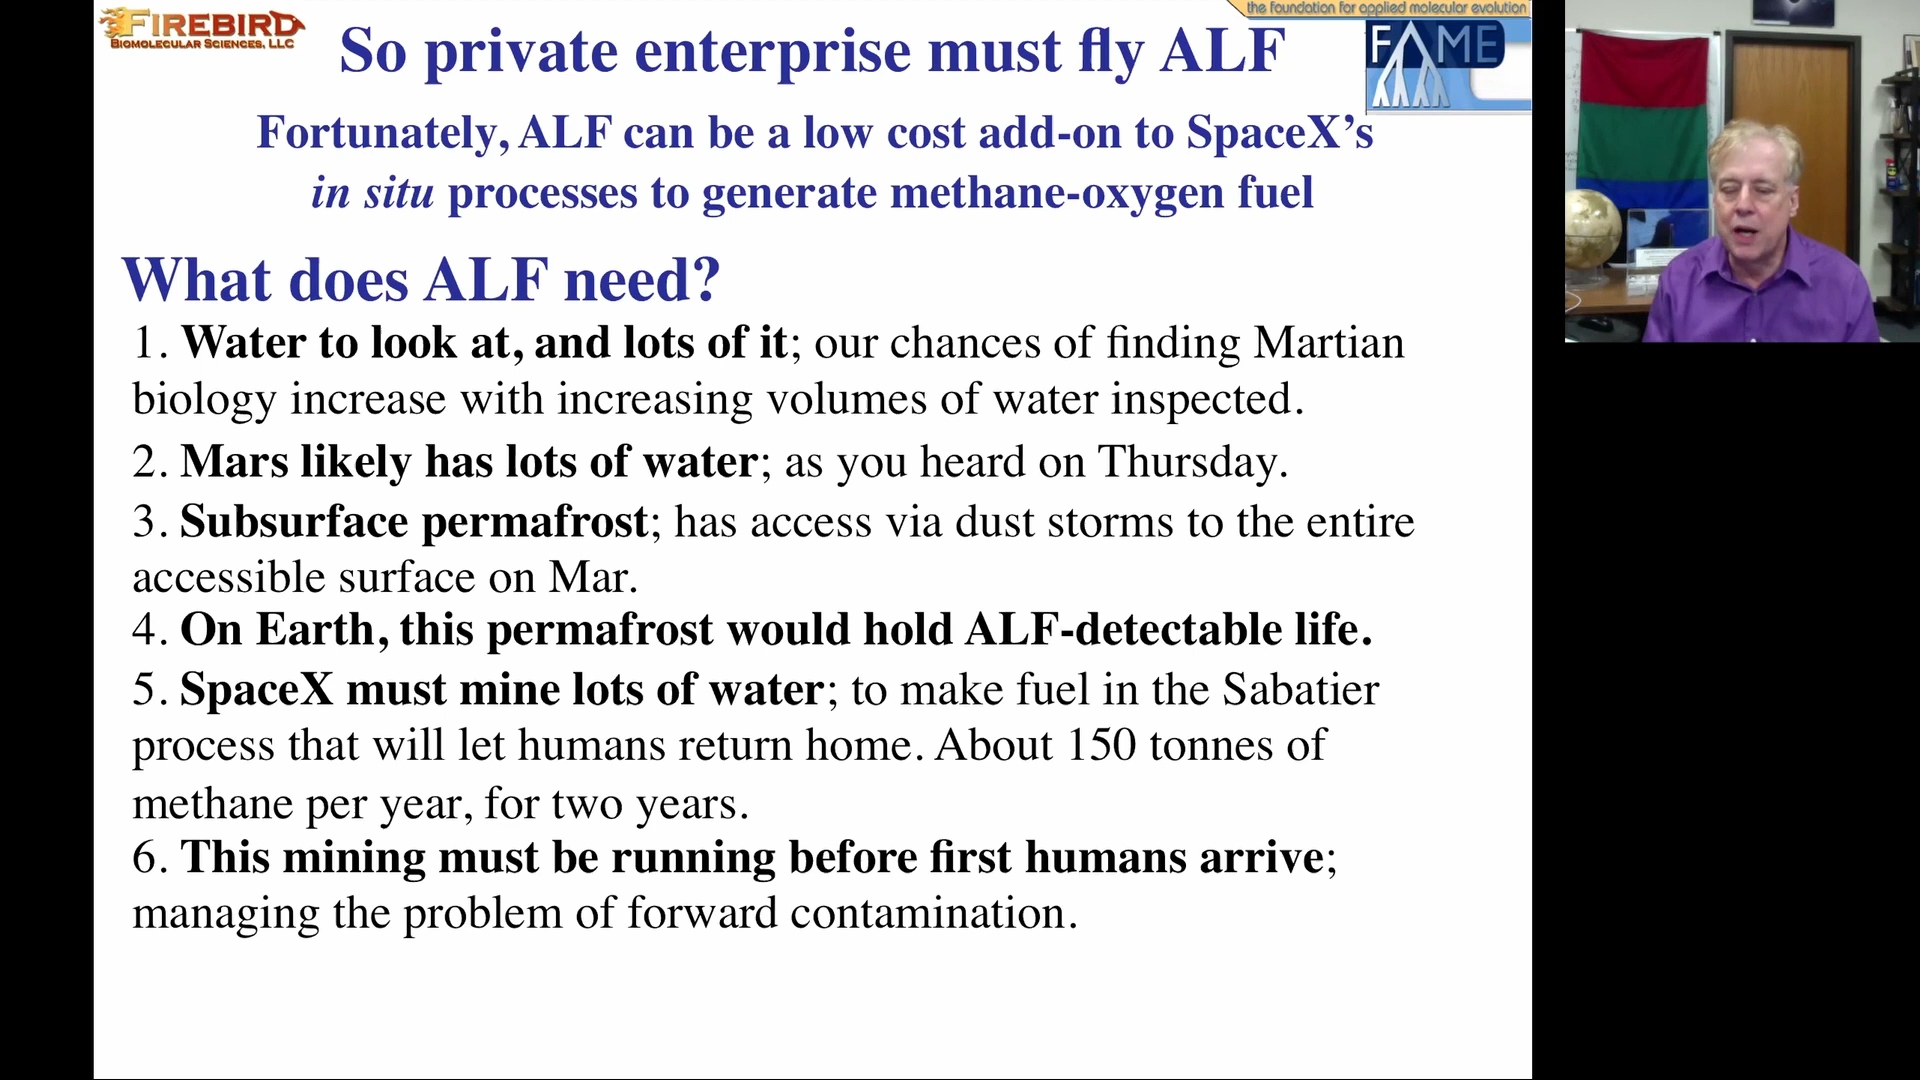 FIREBIRD
BIOMOLECULAR SCIENCES, LLC
the foundation for applied molecular evolution
FAME
So private enterprise must fly ALF
Fortunately, ALF can be a low cost add-on to SpaceX’s
in situ processes to generate methane-oxygen fuel
What does ALF need?
1. Water to look at, and lots of it; our chances of finding Martian
biology increase with increasing volumes of water inspected.
2. Mars likely has lots of water; as you heard on Thursday.
3. Subsurface permafrost; has access via dust storms to the entire
accessible surface on Mar.
4. On Earth, this permafrost would hold ALF-detectable life.
5. SpaceX must mine lots of water; to make fuel in the Sabatier
process that will let humans return home. About 150 tonnes of
methane per year, for two years.
6. This mining must be running before first humans arrive;
managing the problem of forward contamination.